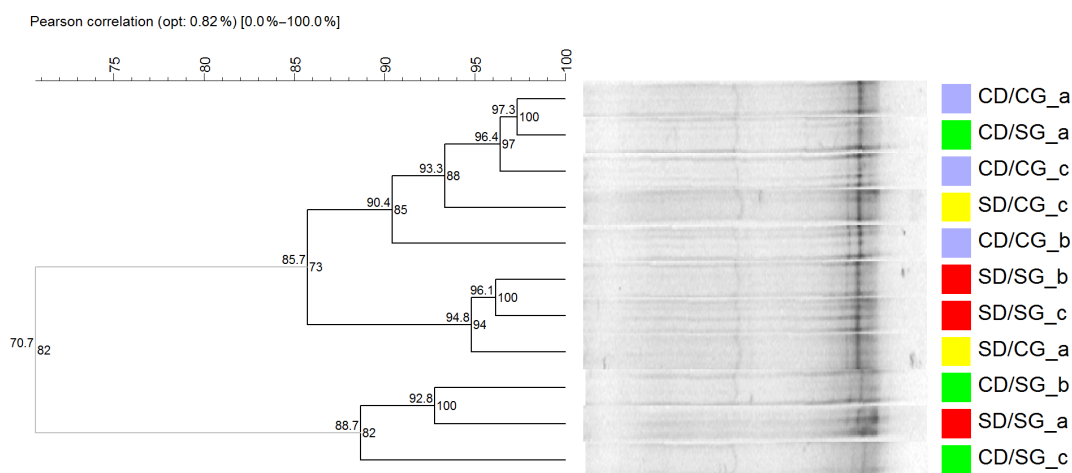 Pearson correlation (opt: 0.82 %) [0.0 %–100.0 %]
75 80 85 90 95 100
CD/CG_a
97.3 100
CD/SG_a
96.4 97
CD/CG_c
93.3 88
SD/CG_c
90.4 85
CD/CG_b
85.7 73
SD/SG_b
96.1 100
SD/SG_c
94.8 94
SD/CG_a
70.7 82
CD/SG_b
92.8 100
SD/SG_a
88.7 82
CD/SG_c